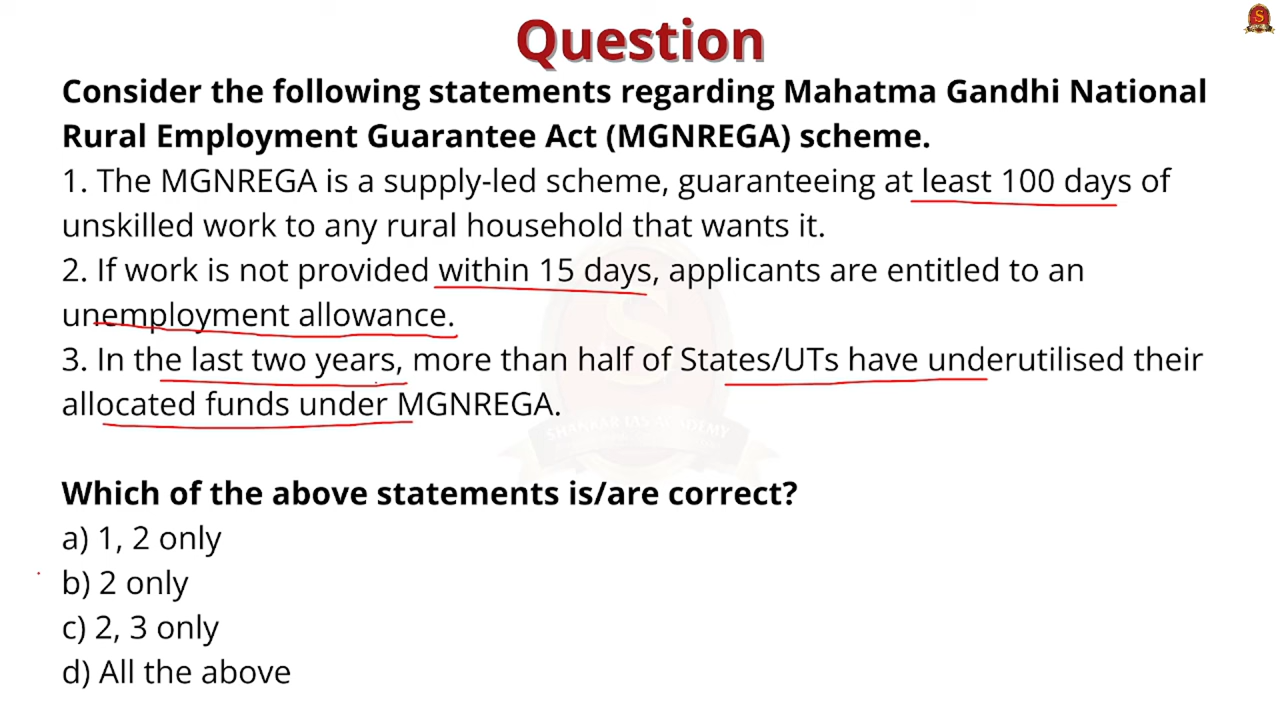 Question
Consider the following statements regarding Mahatma Gandhi National
Rural Employment Guarantee Act (MGNREGA) scheme.
1. The MGNREGA is a supply-led scheme, guaranteeing at least 100 days of
unskilled work to any rural household that wants it.
2. If work is not provided within 15 days, applicants are entitled to an
unemployment allowance.
3. In the last two years, more than half of States/UTs have underutilised their
allocated funds under MGNREGA.
SHANKAR IAS ACADEMY
Which of the above statements is/are correct?
a) 1, 2 only
b) 2 only
c) 2, 3 only
d) All the above